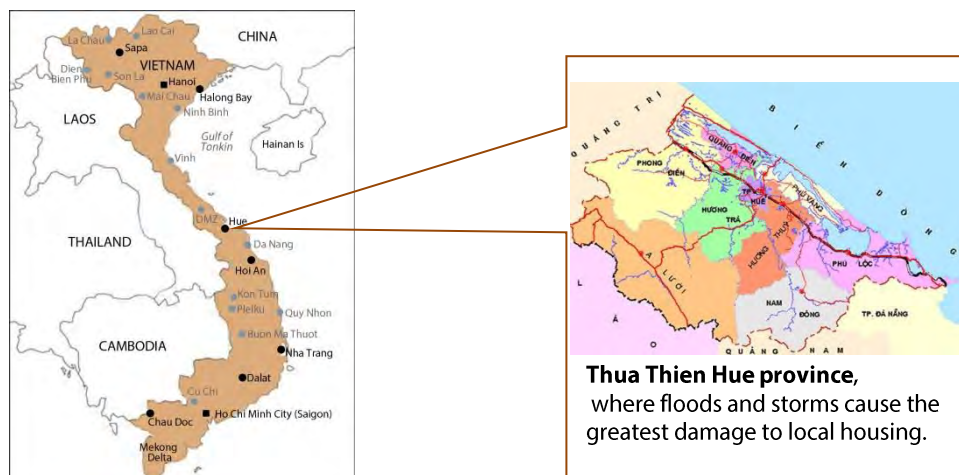 Lao Cai
La Chau
CHINA
Sapa
VIETNAM
Dien
Bien Phu
Son La
Hanoi
Mai Chau
Halong Bay
Ninh Binh
LAOS
Gulf of
Tonkin
Hainan Is
Vinh
DMZ
Hue
THAILAND
Da Nang
Hoi An
Kon Tum
Pleiku
Quy Nhon
Buon Ma Thuot
CAMBODIA
Nha Trang
Dalat
Cu Chi
Ho Chi Minh City (Saigon)
Chau Doc
Mekong
Delta
QUẢNG TRỊ
BIỂN ĐÔNG
QUẢNG ĐIỀN
PHONG
ĐIỀN
PHÚ VANG
TP.
HUẾ
HƯƠNG
TRÀ
HƯƠNG THUỶ
A LƯỚI
PHÚ LỘC
NAM
ĐÔNG
TP. ĐÀ NẴNG
LÀO
QUẢNG NAM
Thua Thien Hue province,
where floods and storms cause the
greatest damage to local housing.